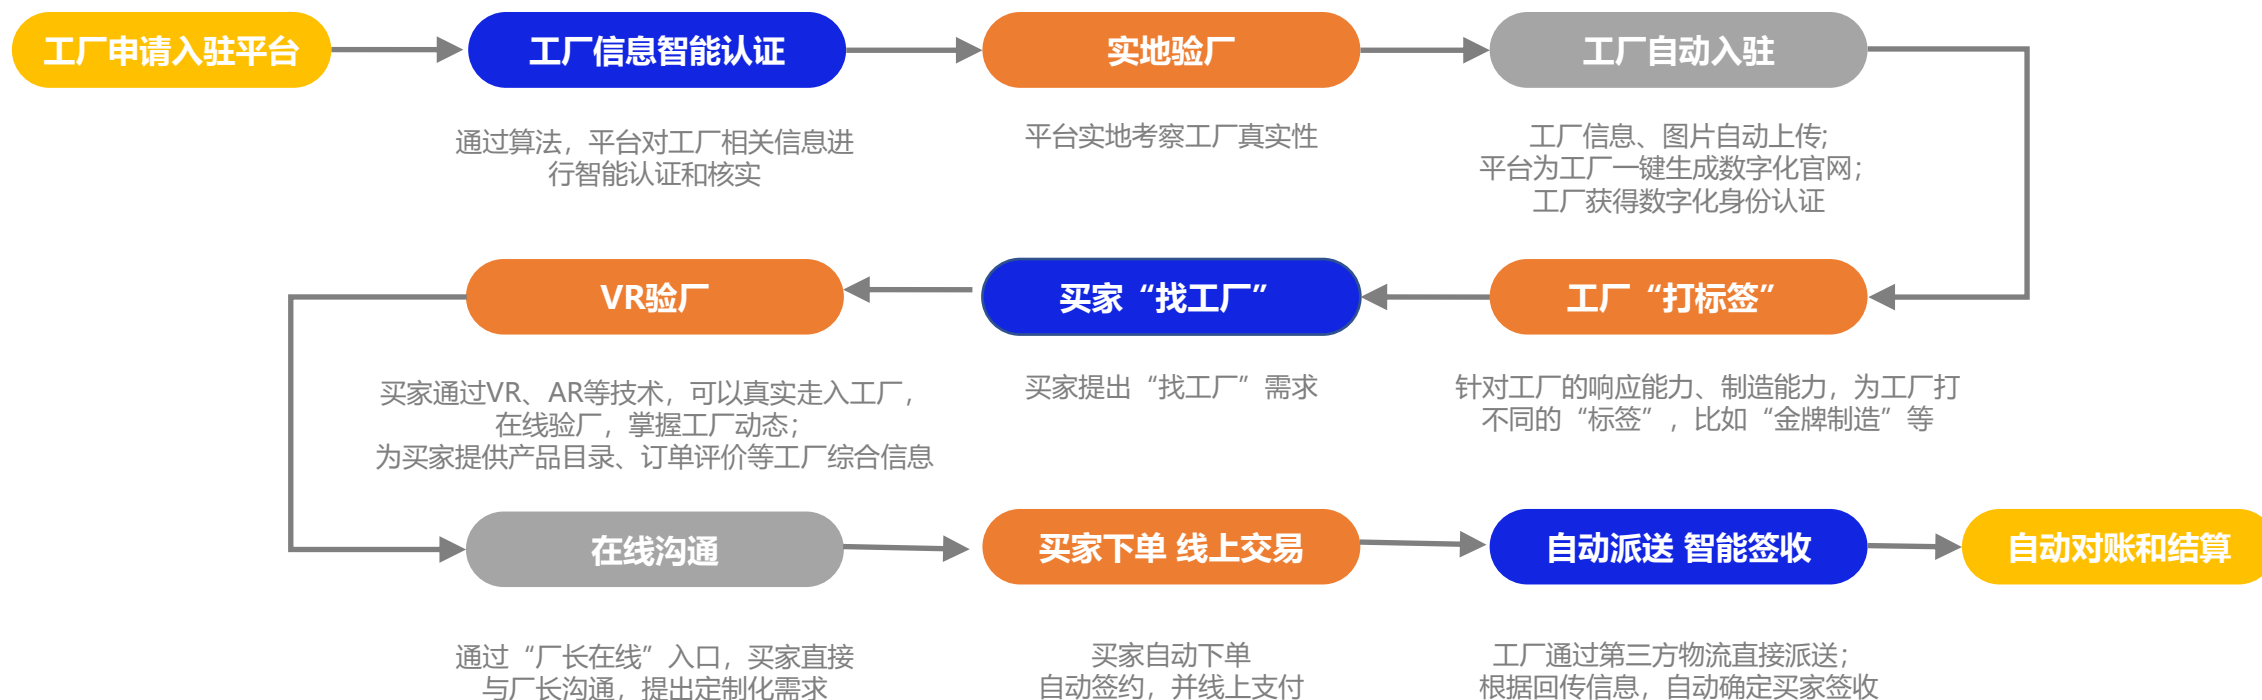 工厂申请入驻平台
工厂信息智能认证
通过算法，平台对工厂相关信息进
行智能认证和核实
实地验厂
平台实地考察工厂真实性
工厂自动入驻
工厂信息、图片自动上传;
平台为工厂一键生成数字化官网；
工厂获得数字化身份认证
工厂“打标签”
针对工厂的响应能力、制造能力，为工厂打
不同的“标签”，比如“金牌制造”等
买家“找工厂”
买家提出“找工厂”需求
VR验厂
买家通过VR、AR等技术，可以真实走入工厂，
在线验厂，掌握工厂动态；
为买家提供产品目录、订单评价等工厂综合信息
在线沟通
通过“厂长在线”入口，买家直接
与厂长沟通，提出定制化需求
买家下单 线上交易
买家自动下单
自动签约，并线上支付
自动派送 智能签收
工厂通过第三方物流直接派送；
根据回传信息，自动确定买家签收
自动对账和结算